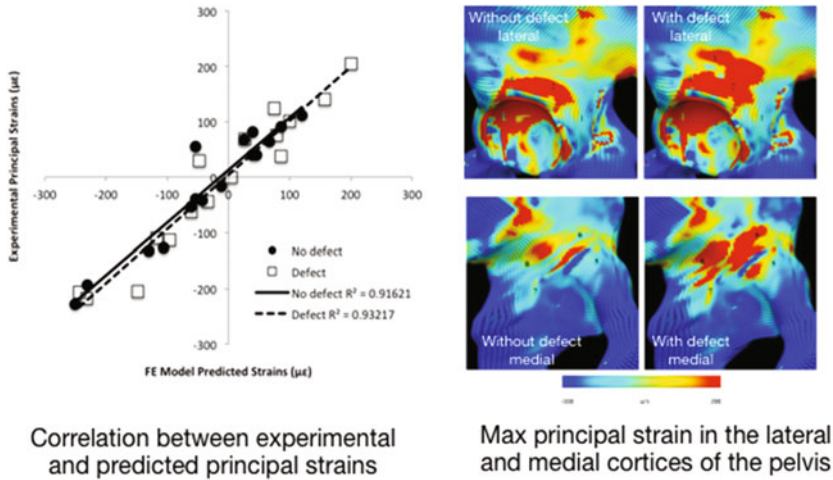 300
200
100
-300
-200
-100
0
100
200
300
-100
-200
-300
Experimental Principal Strains (με)
No defect
Defect
No defect R² = 0.91621
Defect R² = 0.93217
FE Model Predicted Strains (με)
Correlation between experimental
and predicted principal strains
Without defect
lateral
With defect
lateral
Without defect
medial
With defect
medial
Max principal strain in the lateral
and medial cortices of the pelvis